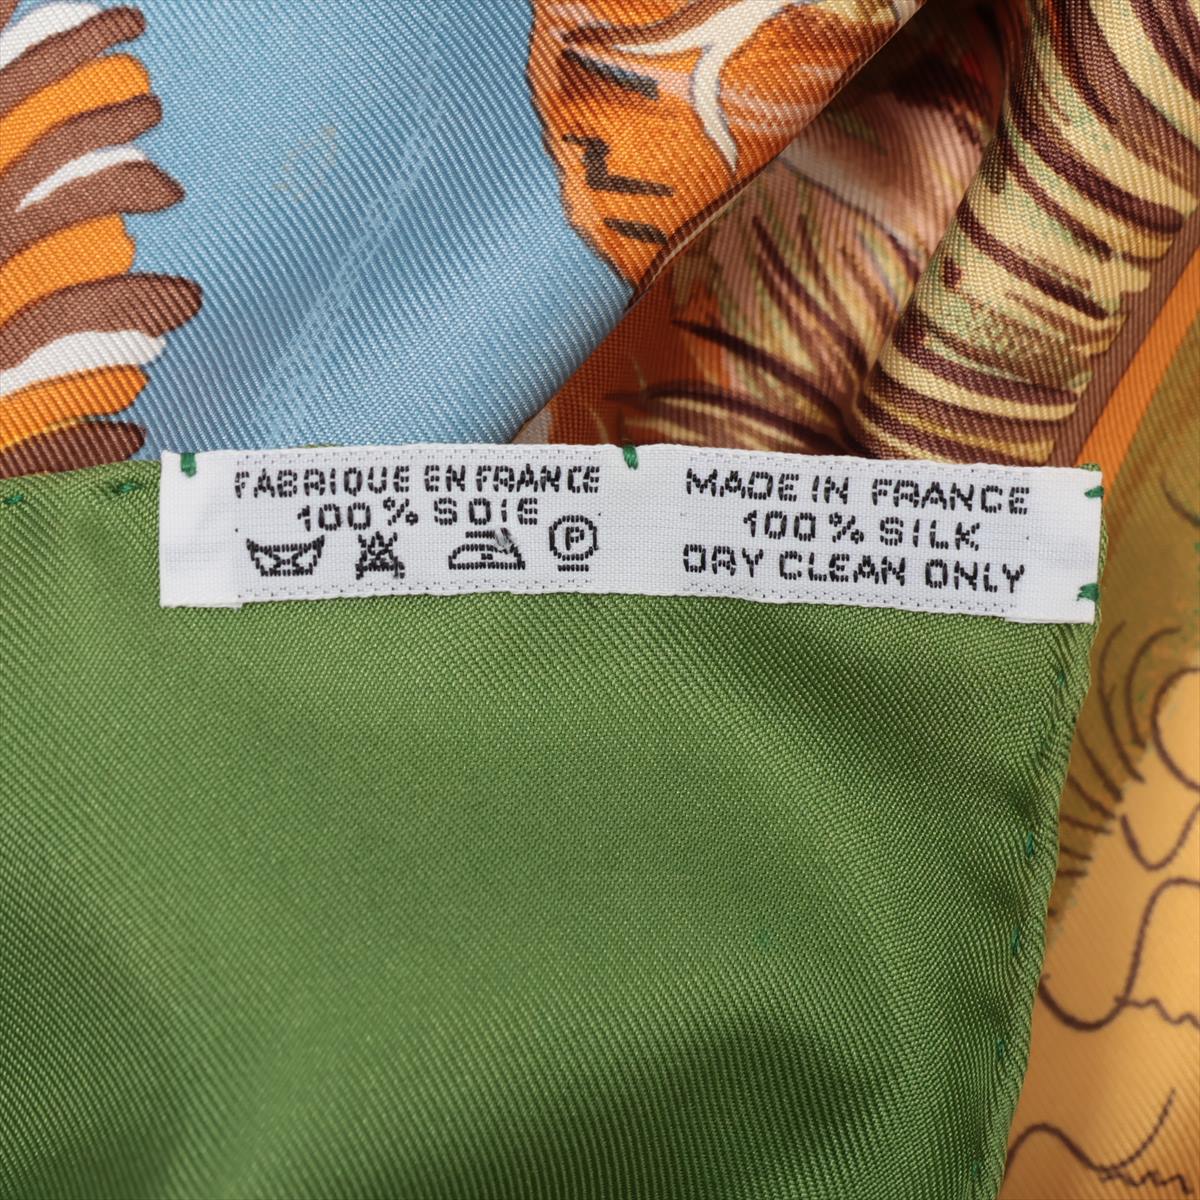 FABRIQUE EN FRANCE
100 % SOIE
P
MADE IN FRANCE
100 % SILK
DRY CLEAN ONLY